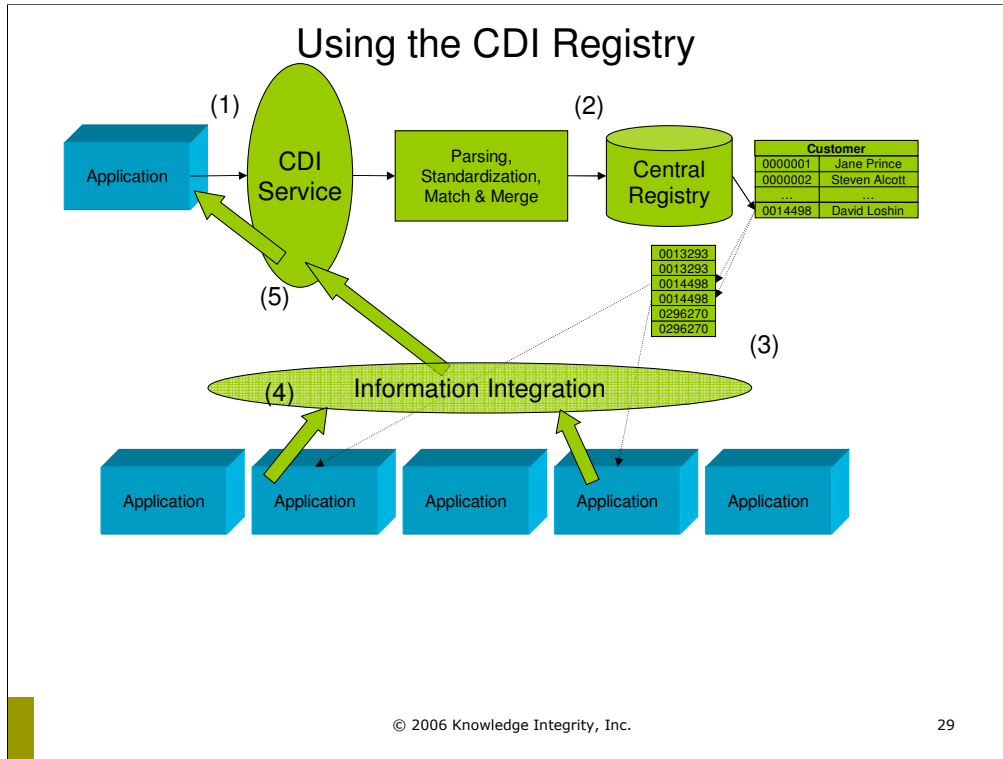 Using the CDI Registry
(1)
(2)
Application
CDI
Service
Parsing,
Standardization,
Match & Merge
Central
Registry
Customer
0000001 Jane Prince
0000002 Steven Alcott
... ...
0014498 David Loshin
0013293
0013293
0014498
0014498
0296270
0296270
(5)
(3)
(4)
Information Integration
Application
Application
Application
Application
Application
© 2006 Knowledge Integrity, Inc.
29